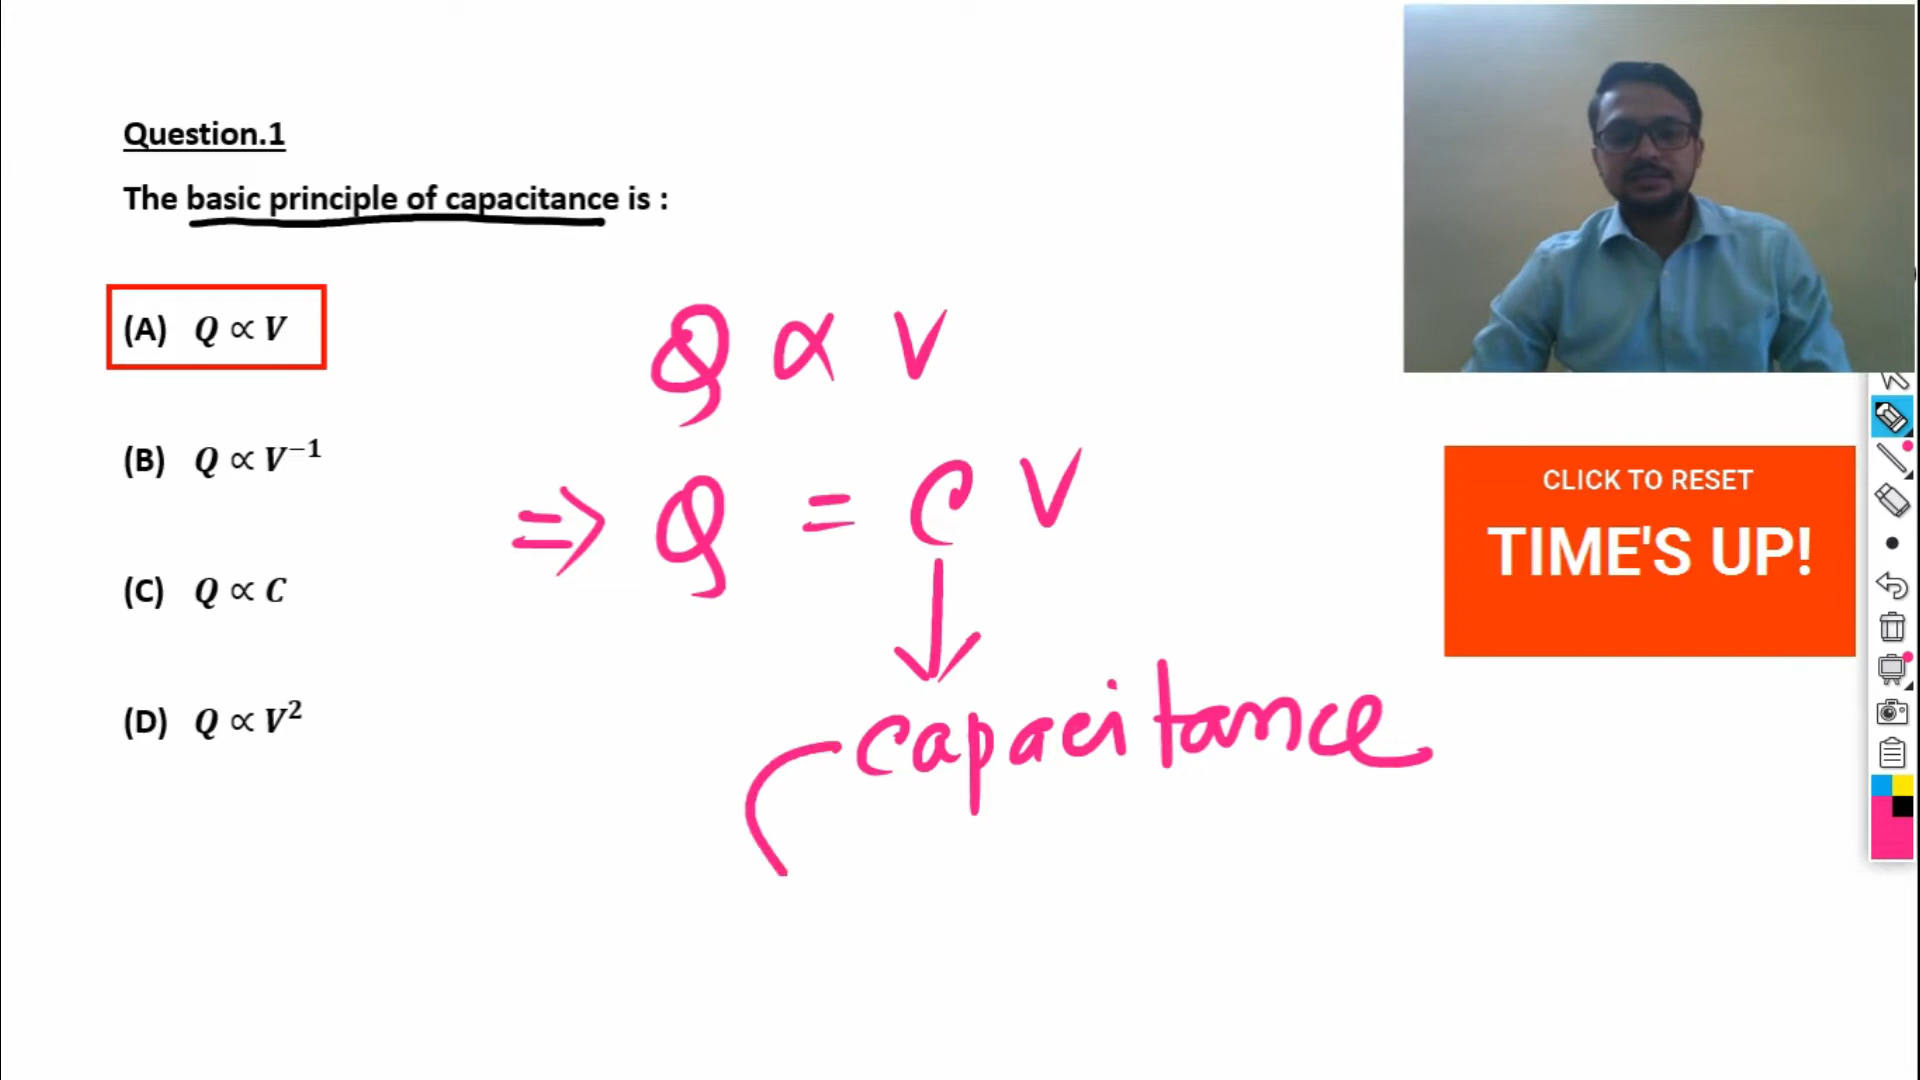 Question.1
The basic principle of capacitance is :
(A) Q ∝ V
(B) Q ∝ V⁻¹
(C) Q ∝ C
(D) Q ∝ V²
Q ∝ V
⇒ Q = C V
capacitance
CLICK TO RESET
TIME'S UP!